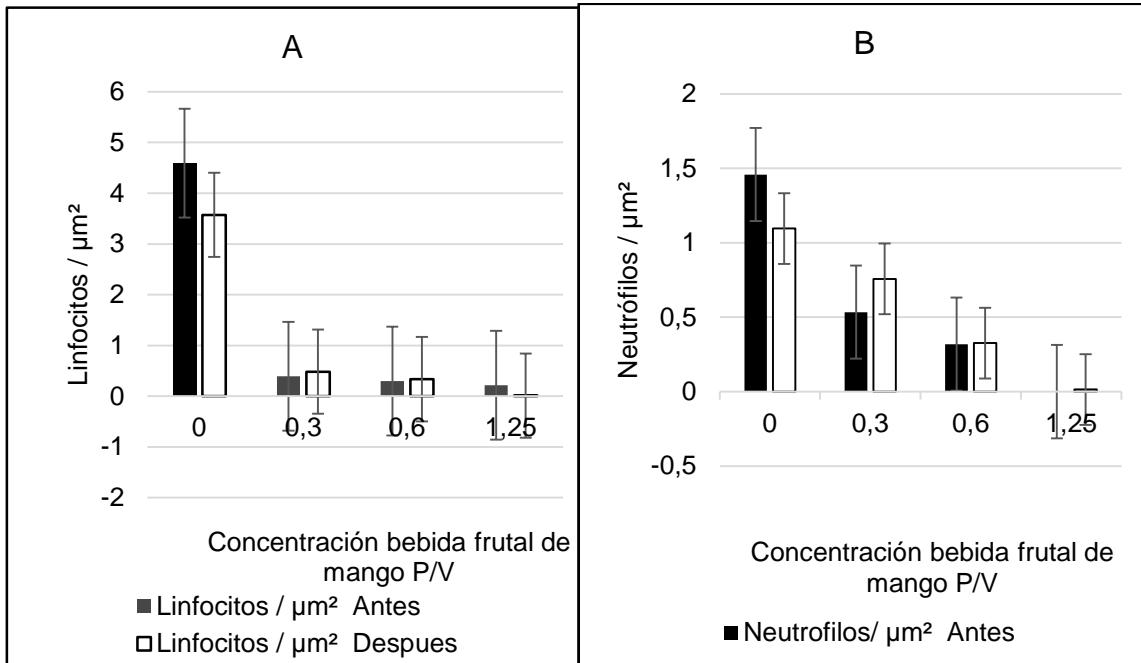 A
6
5
4
3
2
1
0
-1
-2
Linfocitos / µm²
0 0,3 0,6 1,25
Concentración bebida frutal de
mango P/V
Linfocitos / µm² Antes
Linfocitos / µm² Despues
B
2
1,5
1
0,5
0
-0,5
Neutrófilos / µm²
0 0,3 0,6 1,25
Concentración bebida frutal de
mango P/V
Neutrofilos/ µm² Antes